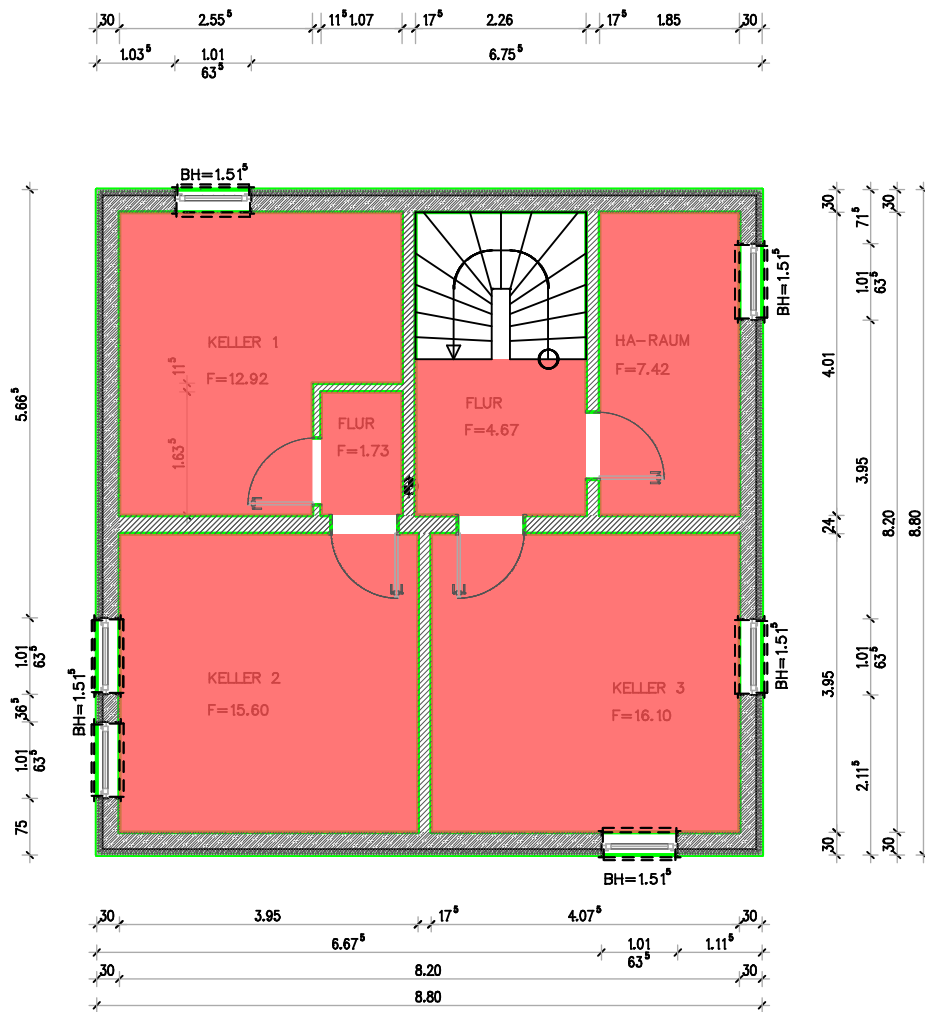 30 2.55 11⁵ 1.07 17⁵ 2.26 17⁵ 1.85 30
1.03⁵ 1.01 6.75⁵
63⁵
BH=1.51⁵
30 71⁵ 30
1.01 63⁵ BH=1.51⁵
KELLER 1 HA-RAUM
F=12.92 F=7.42
11⁵ 4.01
5.66⁵
FLUR FLUR
F=1.73 F=4.67
1.63⁵ 3.95
24 8.20 8.80
1.01 63⁵ 1.01 63⁵
KELLER 2 KELLER 3
F=15.60 F=16.10
BH=1.51⁵ BH=1.51⁵
36⁵ 3.95
1.01 63⁵ 2.11⁵
75 30 30
BH=1.51⁵
30 3.95 17⁵ 4.07⁵ 30
6.67⁵ 1.01 1.11⁵
63⁵
30 8.20 30
8.80